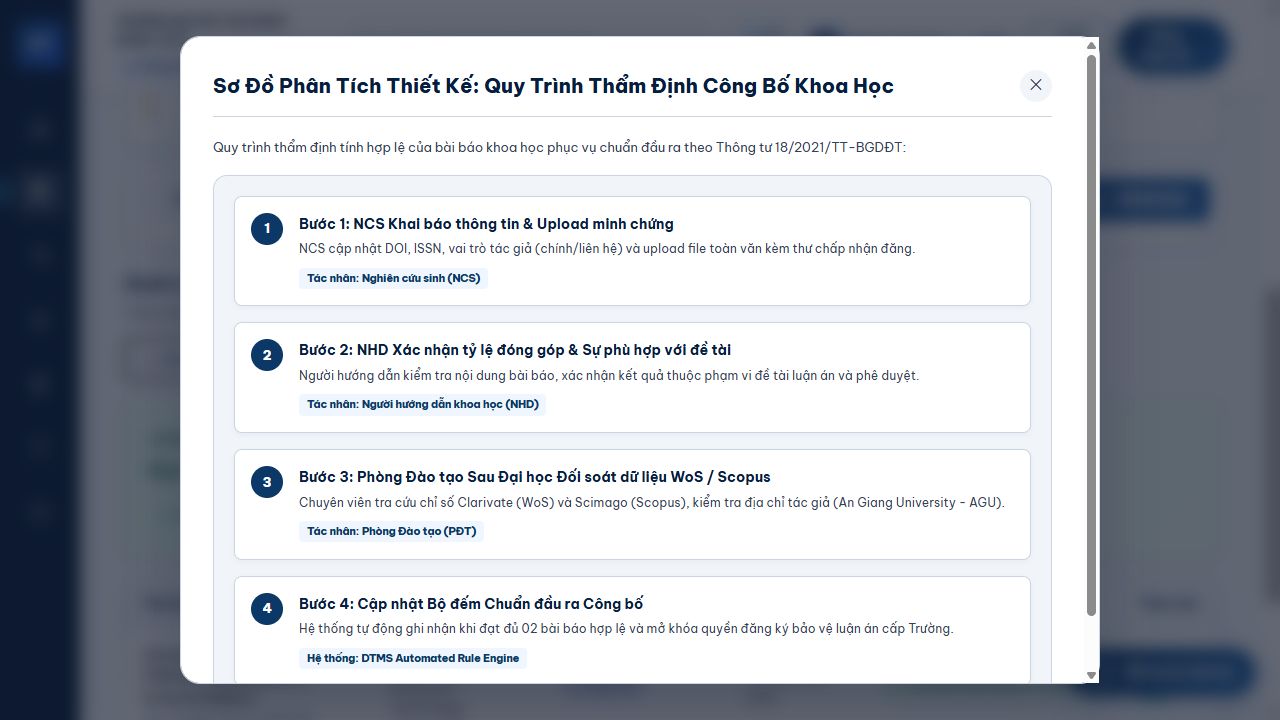 Sơ Đồ Phân Tích Thiết Kế: Quy Trình Thẩm Định Công Bố Khoa Học
Quy trình thẩm định tính hợp lệ của bài báo khoa học phục vụ chuẩn đầu ra theo Thông tư 18/2021/TT-BGDĐT:
1
Bước 1: NCS Khai báo thông tin & Upload minh chứng
NCS cập nhật DOI, ISSN, vai trò tác giả (chính/liên hệ) và upload file toàn văn kèm thư chấp nhận đăng.
Tác nhân: Nghiên cứu sinh (NCS)
2
Bước 2: NHD Xác nhận tỷ lệ đóng góp & Sự phù hợp với đề tài
Người hướng dẫn kiểm tra nội dung bài báo, xác nhận kết quả thuộc phạm vi đề tài luận án và phê duyệt.
Tác nhân: Người hướng dẫn khoa học (NHD)
3
Bước 3: Phòng Đào tạo Sau Đại học Đối soát dữ liệu WoS / Scopus
Chuyên viên tra cứu chỉ số Clarivate (WoS) và Scimago (Scopus), kiểm tra địa chỉ tác giả (An Giang University - AGU).
Tác nhân: Phòng Đào tạo (PĐT)
4
Bước 4: Cập nhật Bộ đếm Chuẩn đầu ra Công bố
Hệ thống tự động ghi nhận khi đạt đủ 02 bài báo hợp lệ và mở khóa quyền đăng ký bảo vệ luận án cấp Trường.
Hệ thống: DTMS Automated Rule Engine